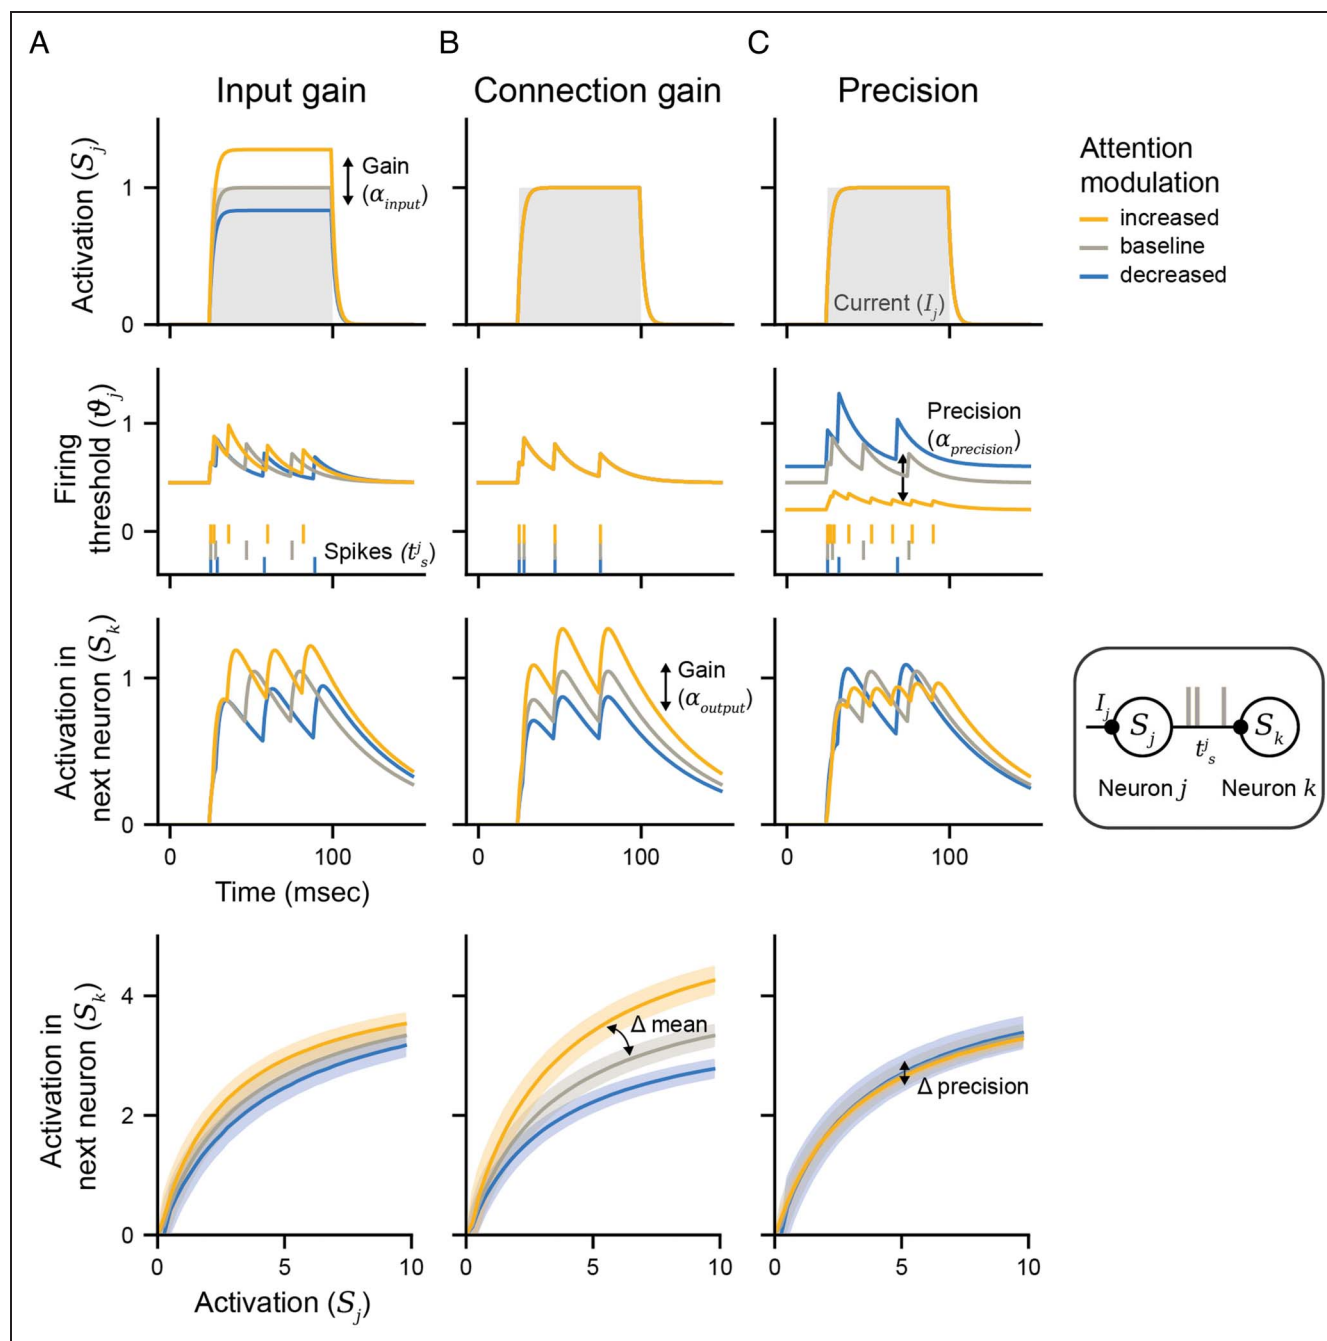 A
B
C
Input gain
Connection gain
Precision
Activation (S_j)
1
0
Gain
(α_input)
Current (I_j)
Attention
modulation
increased
baseline
decreased
Firing
threshold (ϑ_j)
1
0
Spikes (t^j_s)
Precision
(α_precision)
Activation in
next neuron (S_k)
1
0
Gain
(α_output)
0
100
0
100
0
100
Time (msec)
I_j
S_j
t^j_s
S_k
Neuron j
Neuron k
Activation in
next neuron (S_k)
4
2
0
Δ mean
Δ precision
0
5
10
0
5
10
0
5
10
Activation (S_j)